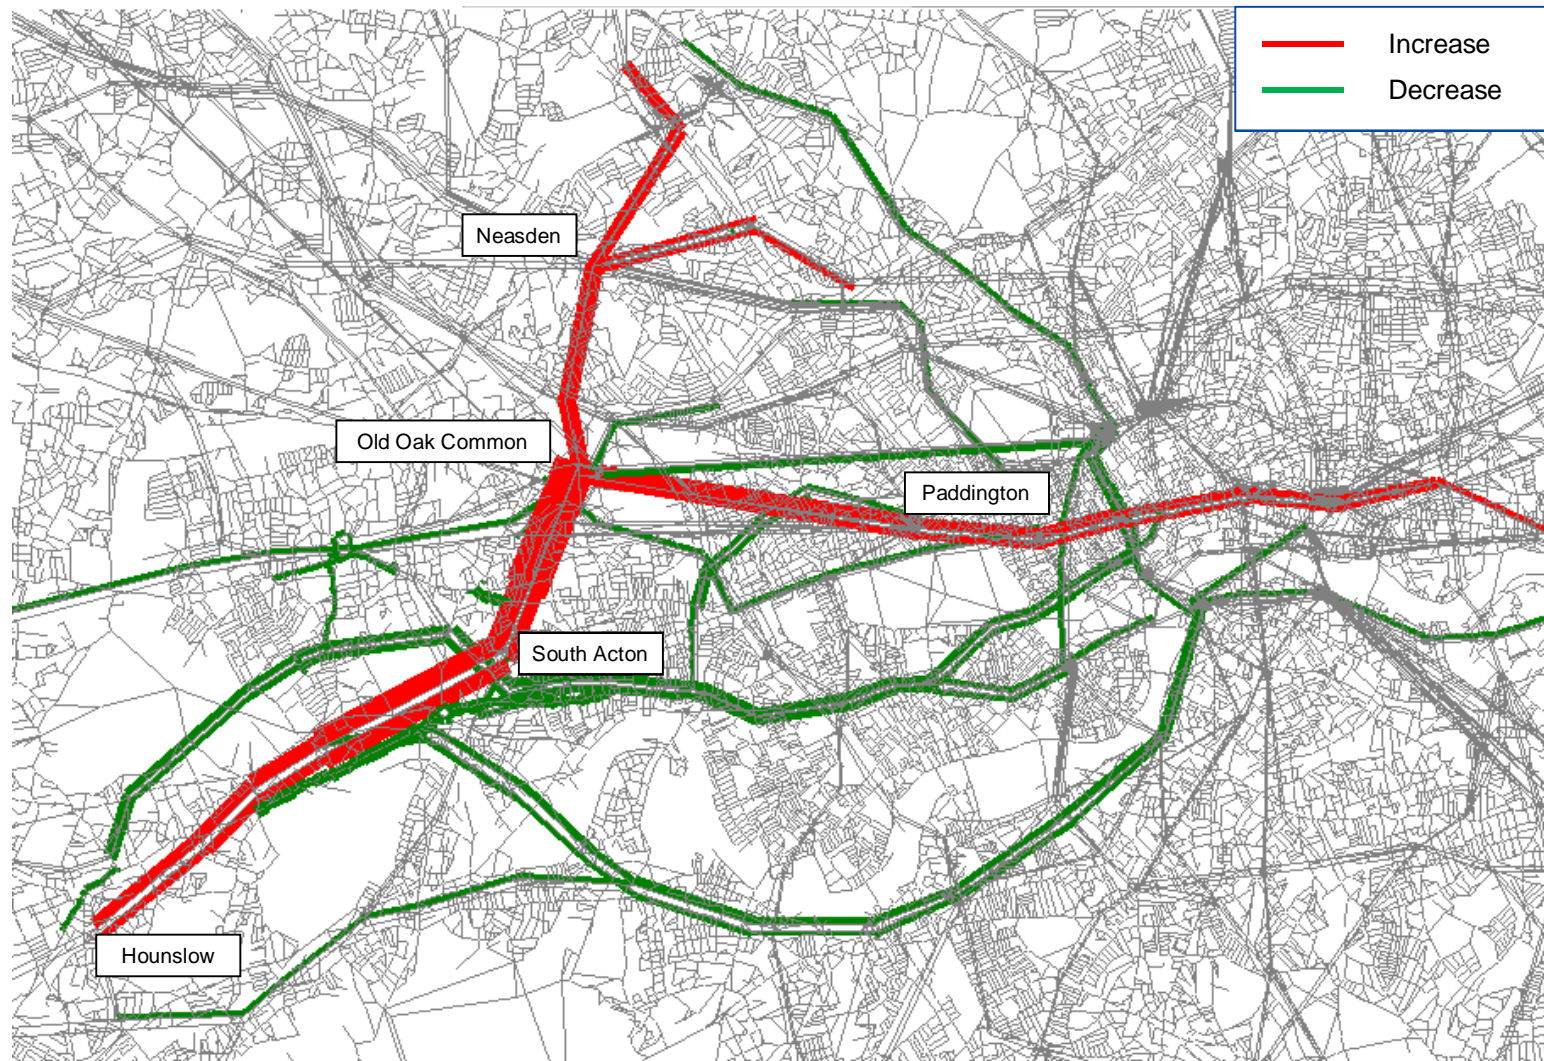 Increase
Decrease
Neasden
Old Oak Common
Paddington
South Acton
Hounslow